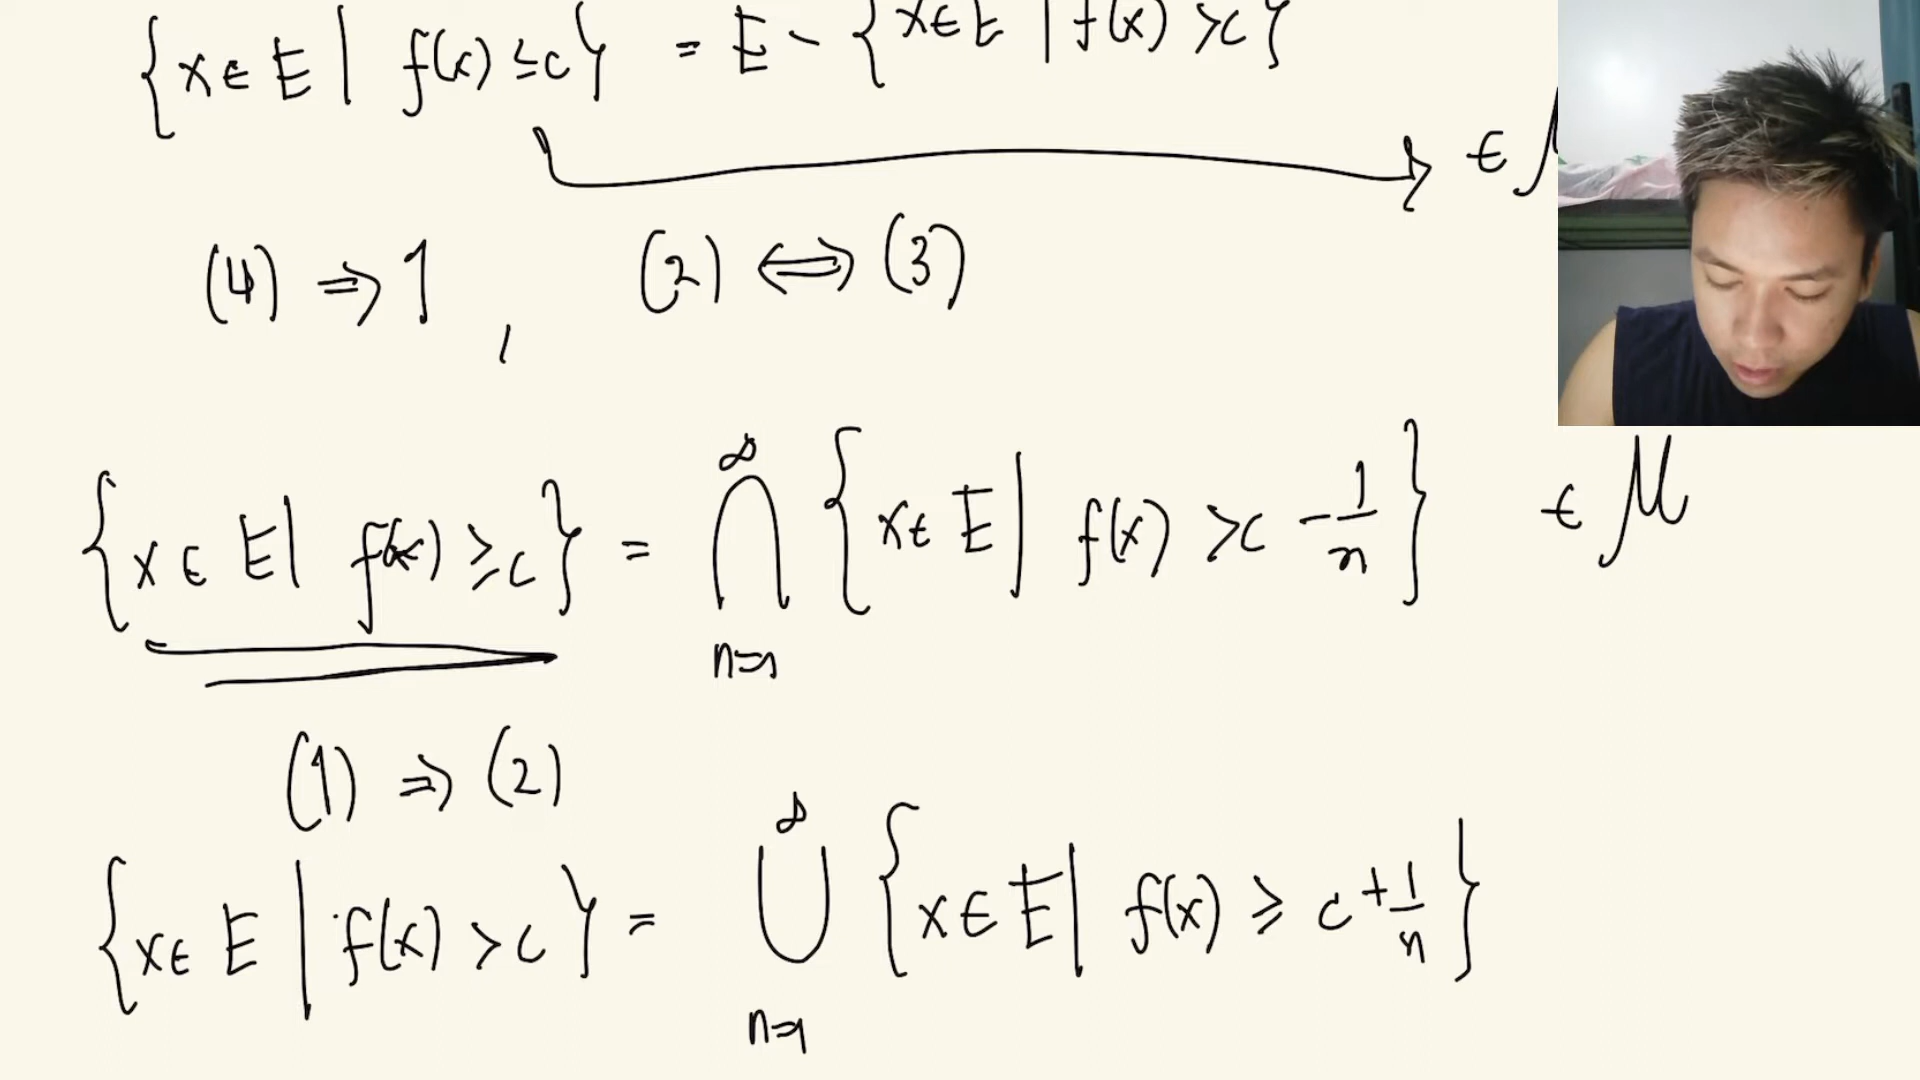 {x∈E | f(x) ≤ c} = E - {x∈E | f(x) > c}
∈ M
(4) ⇒ 1 , (2) ⇔ (3)
{x∈E | f(x) ≥ c} = ⋂_{n=1}^{∞} {x∈E | f(x) > c - 1/n} ∈ M
(1) ⇒ (2)
{x∈E | f(x) > c} = ⋃_{n=1}^{∞} {x∈E | f(x) ≥ c + 1/n}